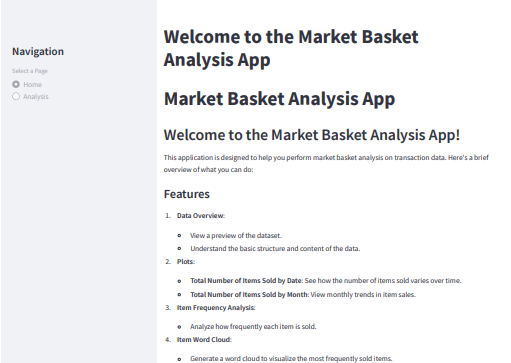 Navigation
Select a Page
Home
Analysis
Welcome to the Market Basket
Analysis App
Market Basket Analysis App
Welcome to the Market Basket Analysis App!
This application is designed to help you perform market basket analysis on transaction data. Here's a brief
overview of what you can do:
Features
1. Data Overview:
View a preview of the dataset.
Understand the basic structure and content of the data.
2. Plots:
Total Number of Items Sold by Date: See how the number of items sold varies over time.
Total Number of Items Sold by Month: View monthly trends in item sales.
3. Item Frequency Analysis:
Analyze how frequently each item is sold.
4. Item Word Cloud:
Generate a word cloud to visualize the most frequently sold items.